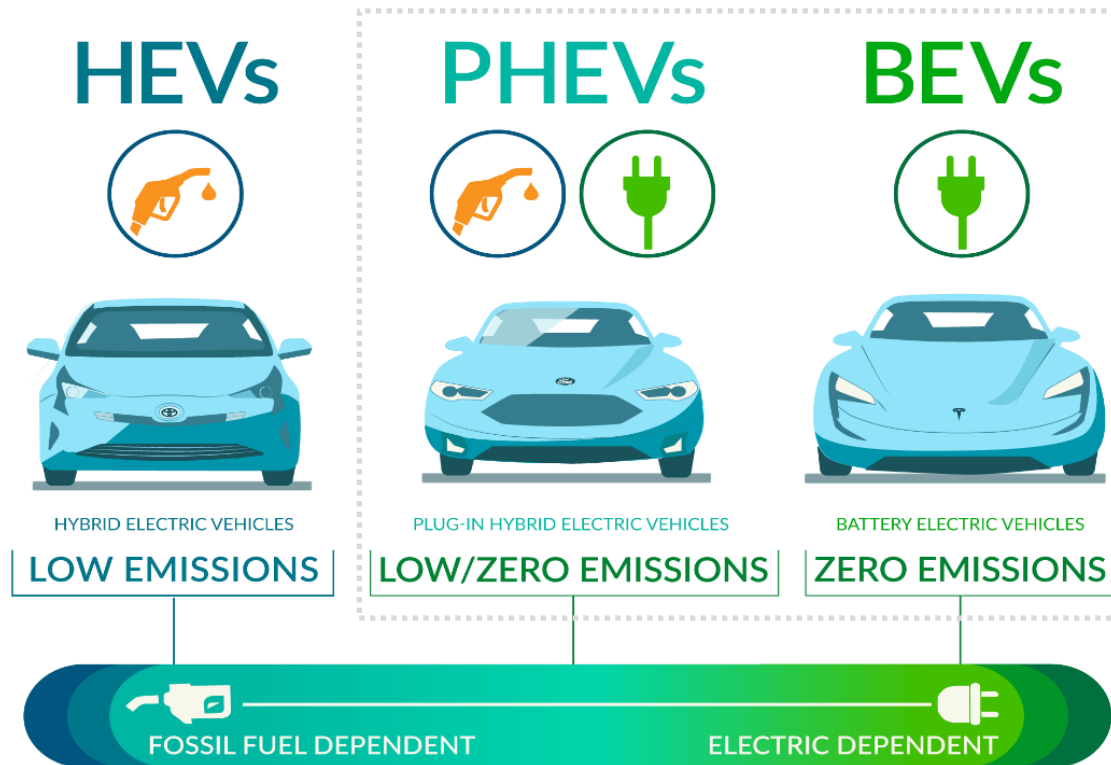 HEVs
PHEVs
BEVs
HYBRID ELECTRIC VEHICLES
PLUG-IN HYBRID ELECTRIC VEHICLES
BATTERY ELECTRIC VEHICLES
LOW EMISSIONS
LOW/ZERO EMISSIONS
ZERO EMISSIONS
FOSSIL FUEL DEPENDENT
ELECTRIC DEPENDENT